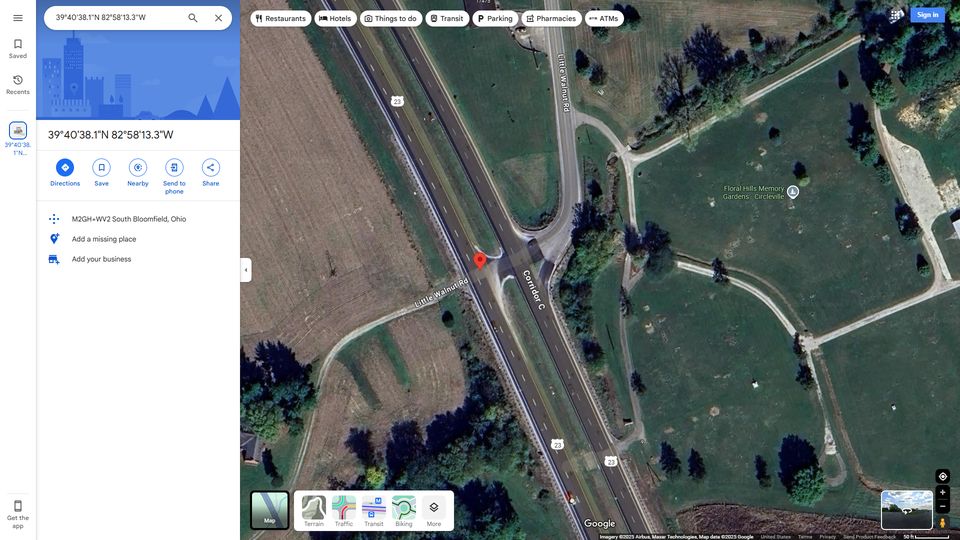 39°40'38.1"N 82°58'13.3"W
Restaurants
Hotels
Things to do
Transit
Parking
Pharmacies
ATMs
Sign in
Saved
Recents
39°40'38.
1"N...
39°40'38.1"N 82°58'13.3"W
Directions
Save
Nearby
Send to
phone
Share
M2GH+WV2 South Bloomfield, Ohio
Add a missing place
Add your business
Get the
app
23
Little Walnut Rd
Floral Hills Memory
Gardens - Circleville
Little Walnut Rd
Corridor C
23
23
Map
Terrain
Traffic
Transit
Biking
More
Google
Imagery ©2025 Airbus, Maxar Technologies, Map data ©2025 Google
United States
Terms
Privacy
Send Product Feedback
50 ft